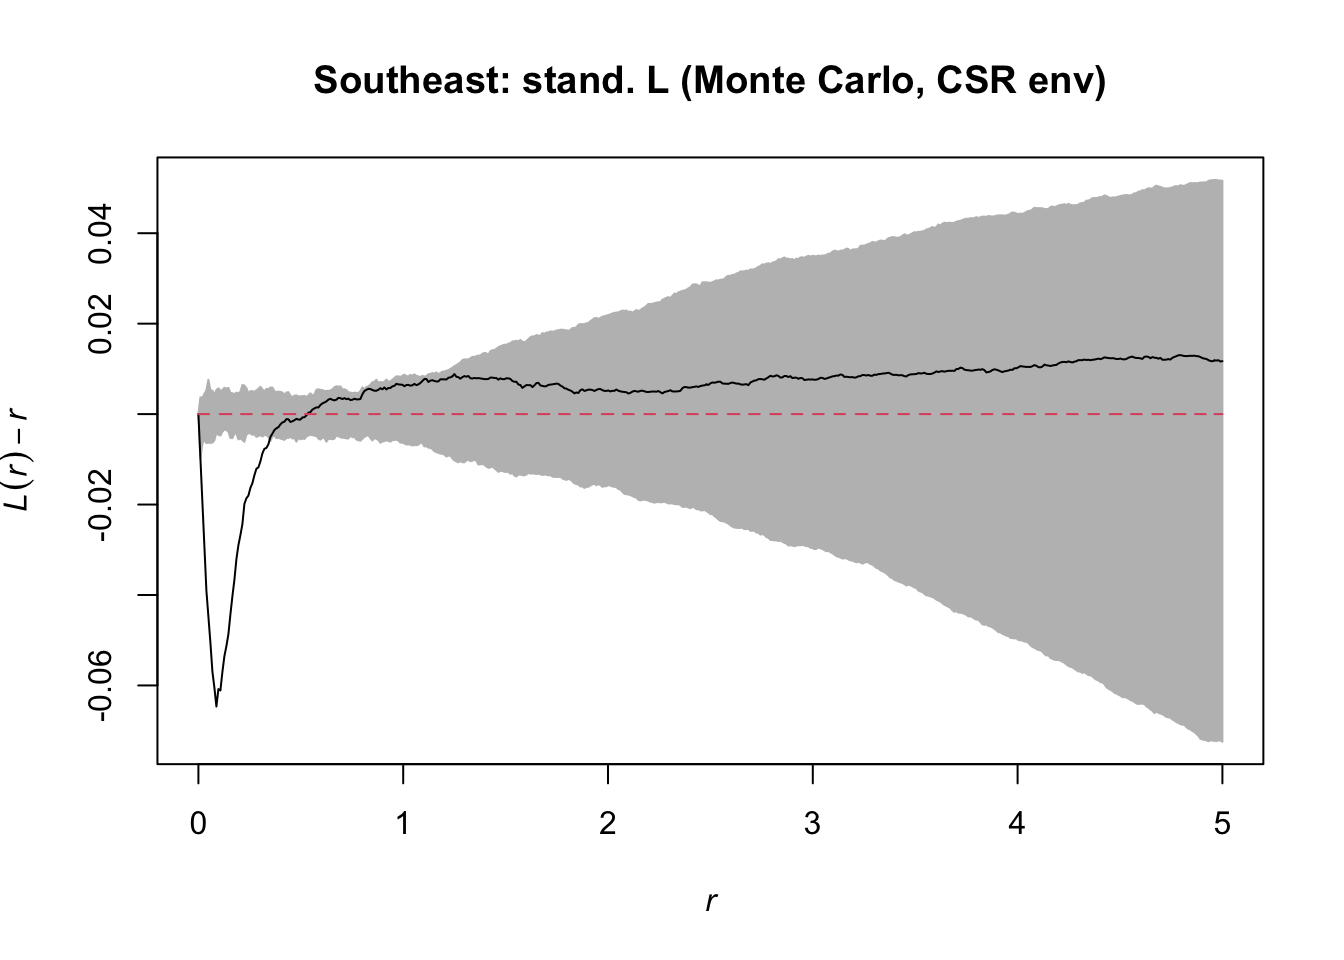 Southeast: stand. L (Monte Carlo, CSR env)
L(r) − r
0.04
0.02
-0.02
-0.06
0 1 2 3 4 5
r